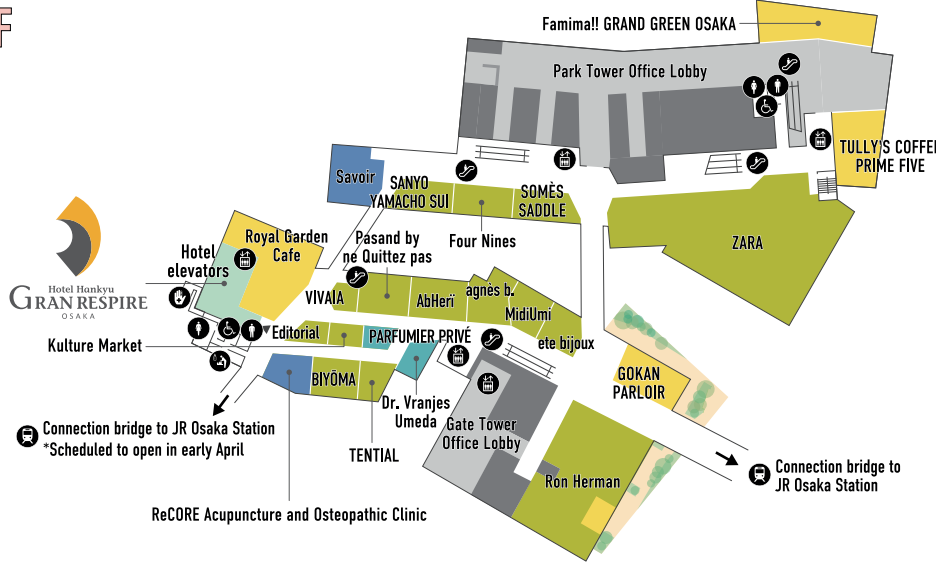 F
Famima!! GRAND GREEN OSAKA
Park Tower Office Lobby
TULLY'S COFFEE
PRIME FIVE
Savoir
SANYO
YAMACHO SUI
SOMÈS
SADDLE
Four Nines
ZARA
Royal Garden
Cafe
Hotel
elevators
Pasand by
ne Quittez pas
Hotel Hankyu
GRAN RESPIRE
OSAKA
VIVAIA
AbHerï
agnès b.
MidiUmi
ete bijoux
Editorial
PARFUMIER PRIVÉ
Kulture Market
BIYŌMA
GOKAN
PARLOIR
Dr. Vranjes
Umeda
Gate Tower
Office Lobby
Connection bridge to JR Osaka Station
*Scheduled to open in early April
TENTIAL
Ron Herman
Connection bridge to
JR Osaka Station
ReCORE Acupuncture and Osteopathic Clinic